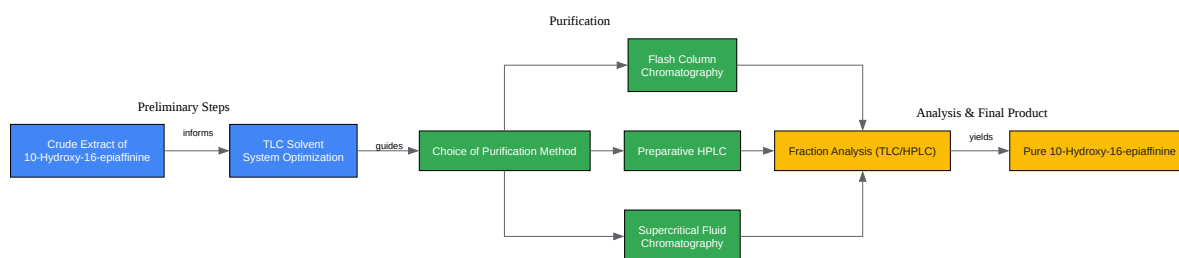 Purification
Flash Column
Chromatography
Preliminary Steps
Analysis & Final Product
Crude Extract of
10-Hydroxy-16-epiaffinine
informs
TLC Solvent
System Optimization
guides
Choice of Purification Method
Preparative HPLC
Fraction Analysis (TLC/HPLC)
yields
Pure 10-Hydroxy-16-epiaffinine
Supercritical Fluid
Chromatography